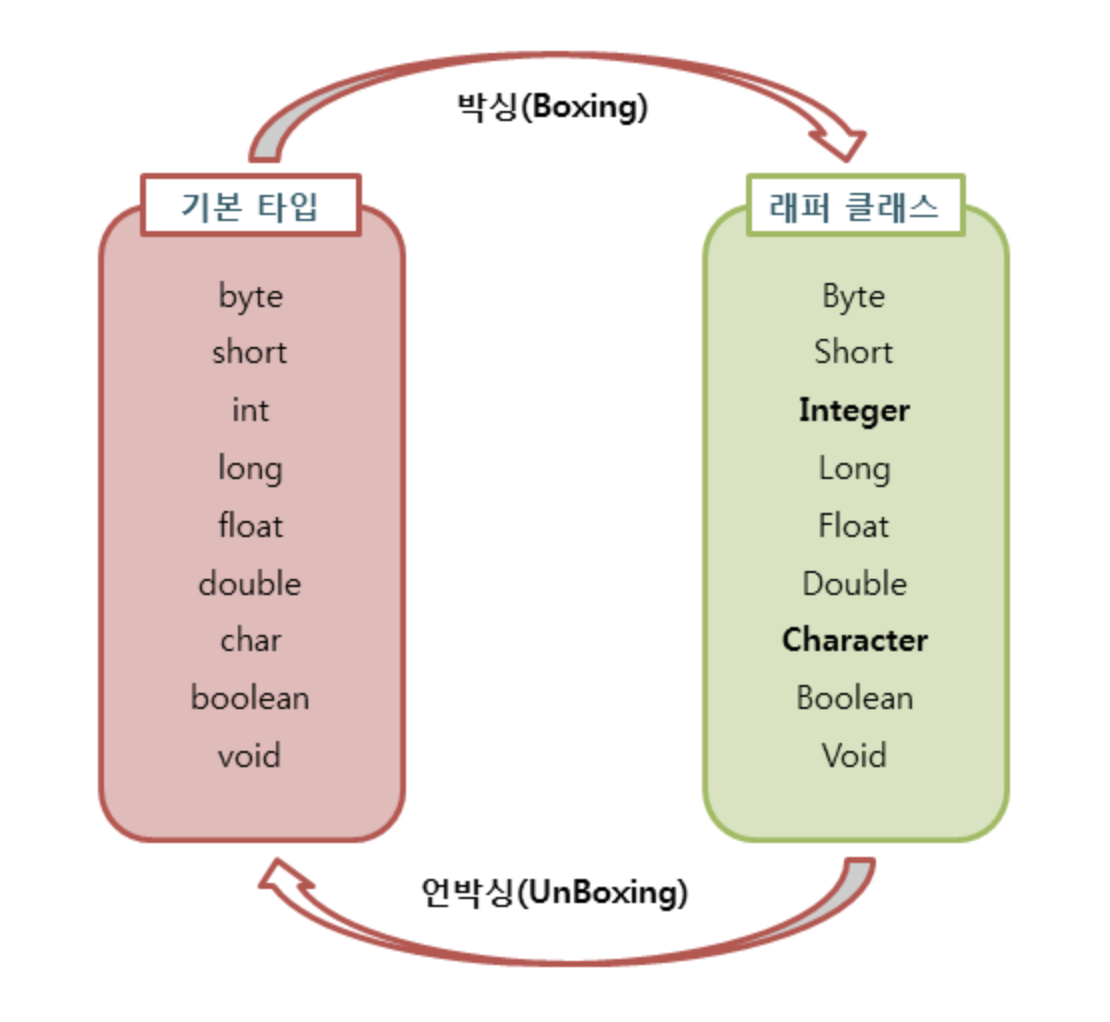 박싱(Boxing)
기본 타입
byte
short
int
long
float
double
char
boolean
void
래퍼 클래스
Byte
Short
Integer
Long
Float
Double
Character
Boolean
Void
언박싱(UnBoxing)